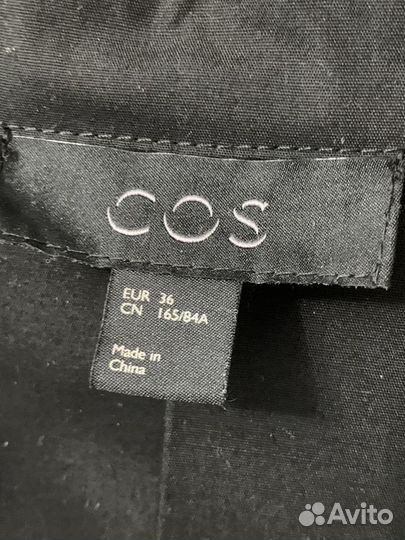 COS
EUR 36
CN 165/84A
Made in
China
Avito